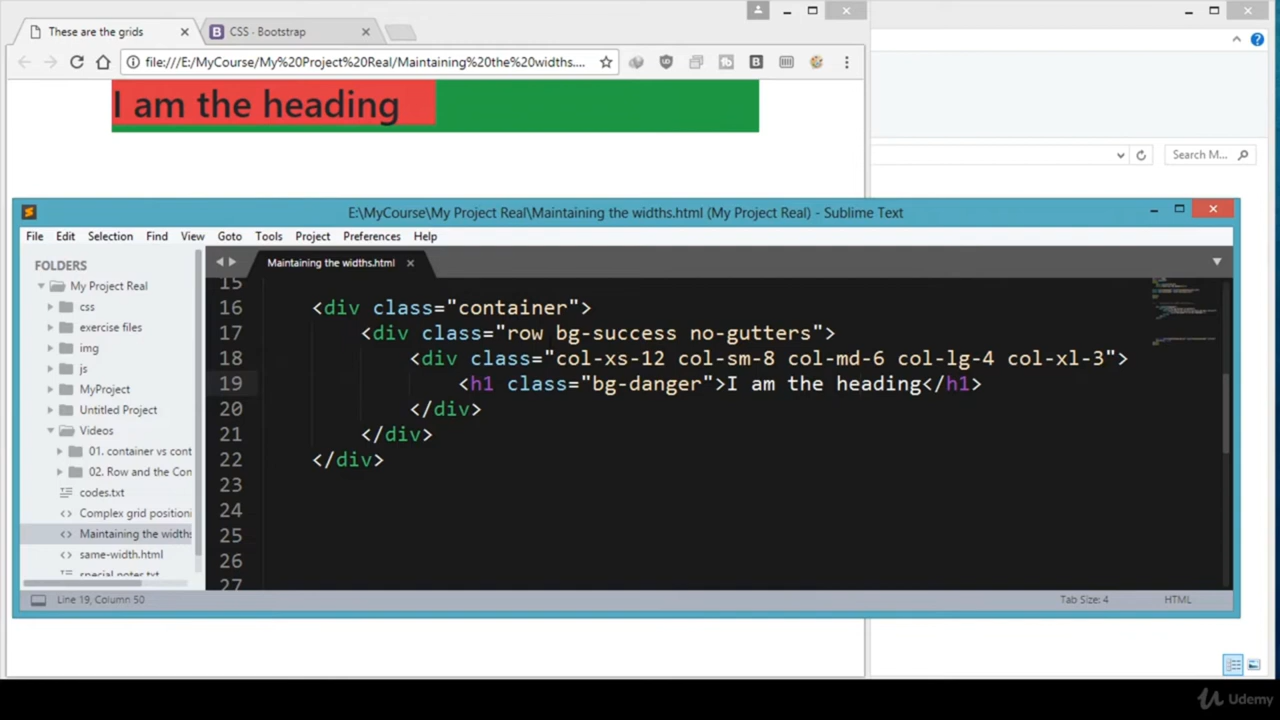 These are the grids
CSS · Bootstrap
file:///E:/MyCourse/My%20Project%20Real/Maintaining%20the%20widths....
I am the heading
Search M...
E:\MyCourse\My Project Real\Maintaining the widths.html (My Project Real) - Sublime Text
File Edit Selection Find View Goto Tools Project Preferences Help
FOLDERS
My Project Real
css
exercise files
img
js
MyProject
Untitled Project
Videos
01. container vs cont
02. Row and the Con
codes.txt
Complex grid positioni
Maintaining the widths
same-width.html
special notes.txt
Maintaining the widths.html
15
16 <div class="container">
17 <div class="row bg-success no-gutters">
18 <div class="col-xs-12 col-sm-8 col-md-6 col-lg-4 col-xl-3">
19 <h1 class="bg-danger">I am the heading</h1>
20 </div>
21 </div>
22 </div>
23
24
25
26
27
Line 19, Column 50
Tab Size: 4
HTML
Udemy